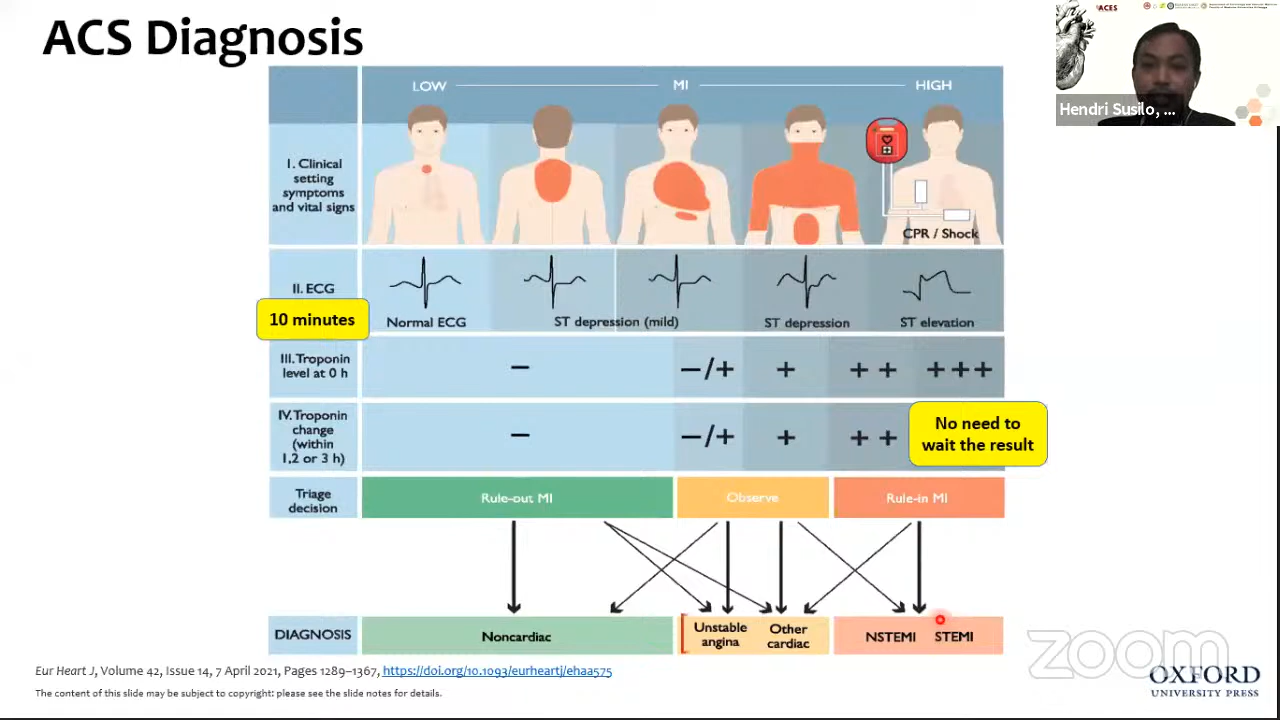 ACS Diagnosis
ACES
Hendri Susilo, ...
LOW MI HIGH
I. Clinical
setting
symptoms
and vital signs
CPR / Shock
II. ECG
10 minutes
Normal ECG
ST depression (mild)
ST depression
ST elevation
III. Troponin
level at 0 h
− −/+ + + + + + +
IV. Troponin
change
(within
1,2 or 3 h)
− −/+ + + +
No need to
wait the result
Triage
decision
Rule-out MI
Observe
Rule-in MI
DIAGNOSIS
Noncardiac
Unstable
angina
Other
cardiac
NSTEMI STEMI
zoom
Eur Heart J, Volume 42, Issue 14, 7 April 2021, Pages 1289–1367, https://doi.org/10.1093/eurheartj/ehaa575
The content of this slide may be subject to copyright: please see the slide notes for details.
OXFORD
UNIVERSITY PRESS